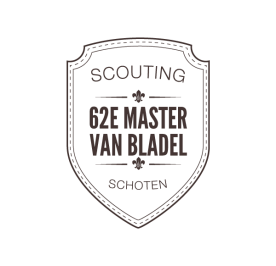 SCOUTING
62E MASTER
VAN BLADEL
SCHOTEN